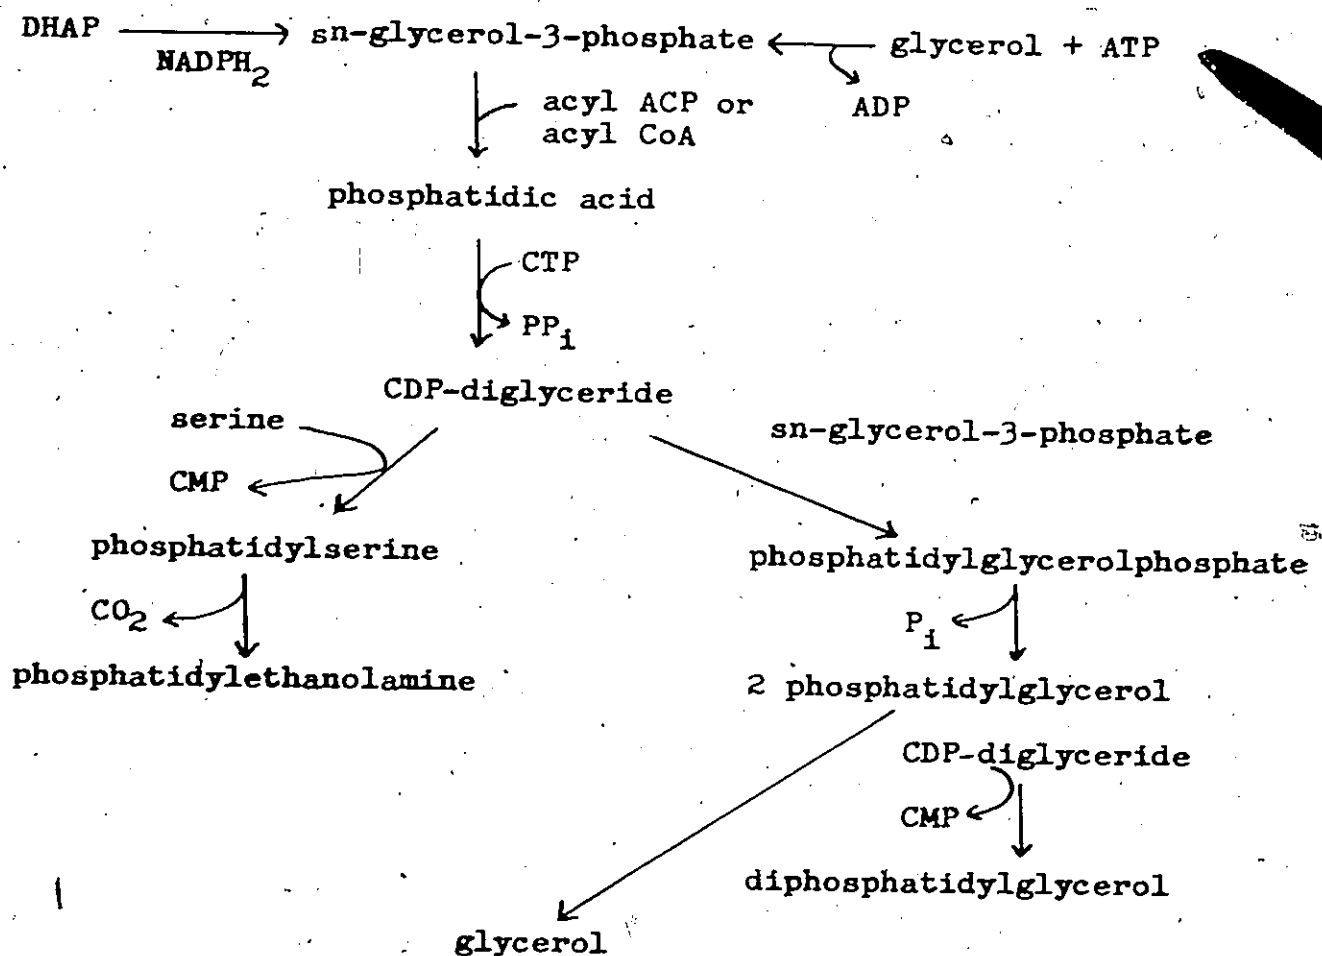 DHAP NADPH₂ sn-glycerol-3-phosphate glycerol + ATP
ADP
acyl ACP or
acyl CoA
phosphatidic acid
CTP
PPi
CDP-diglyceride
serine
sn-glycerol-3-phosphate
CMP
phosphatidylserine
phosphatidylglycerolphosphate
CO₂
Pi
phosphatidylethanolamine
2 phosphatidylglycerol
CDP-diglyceride
CMP
diphosphatidylglycerol
glycerol